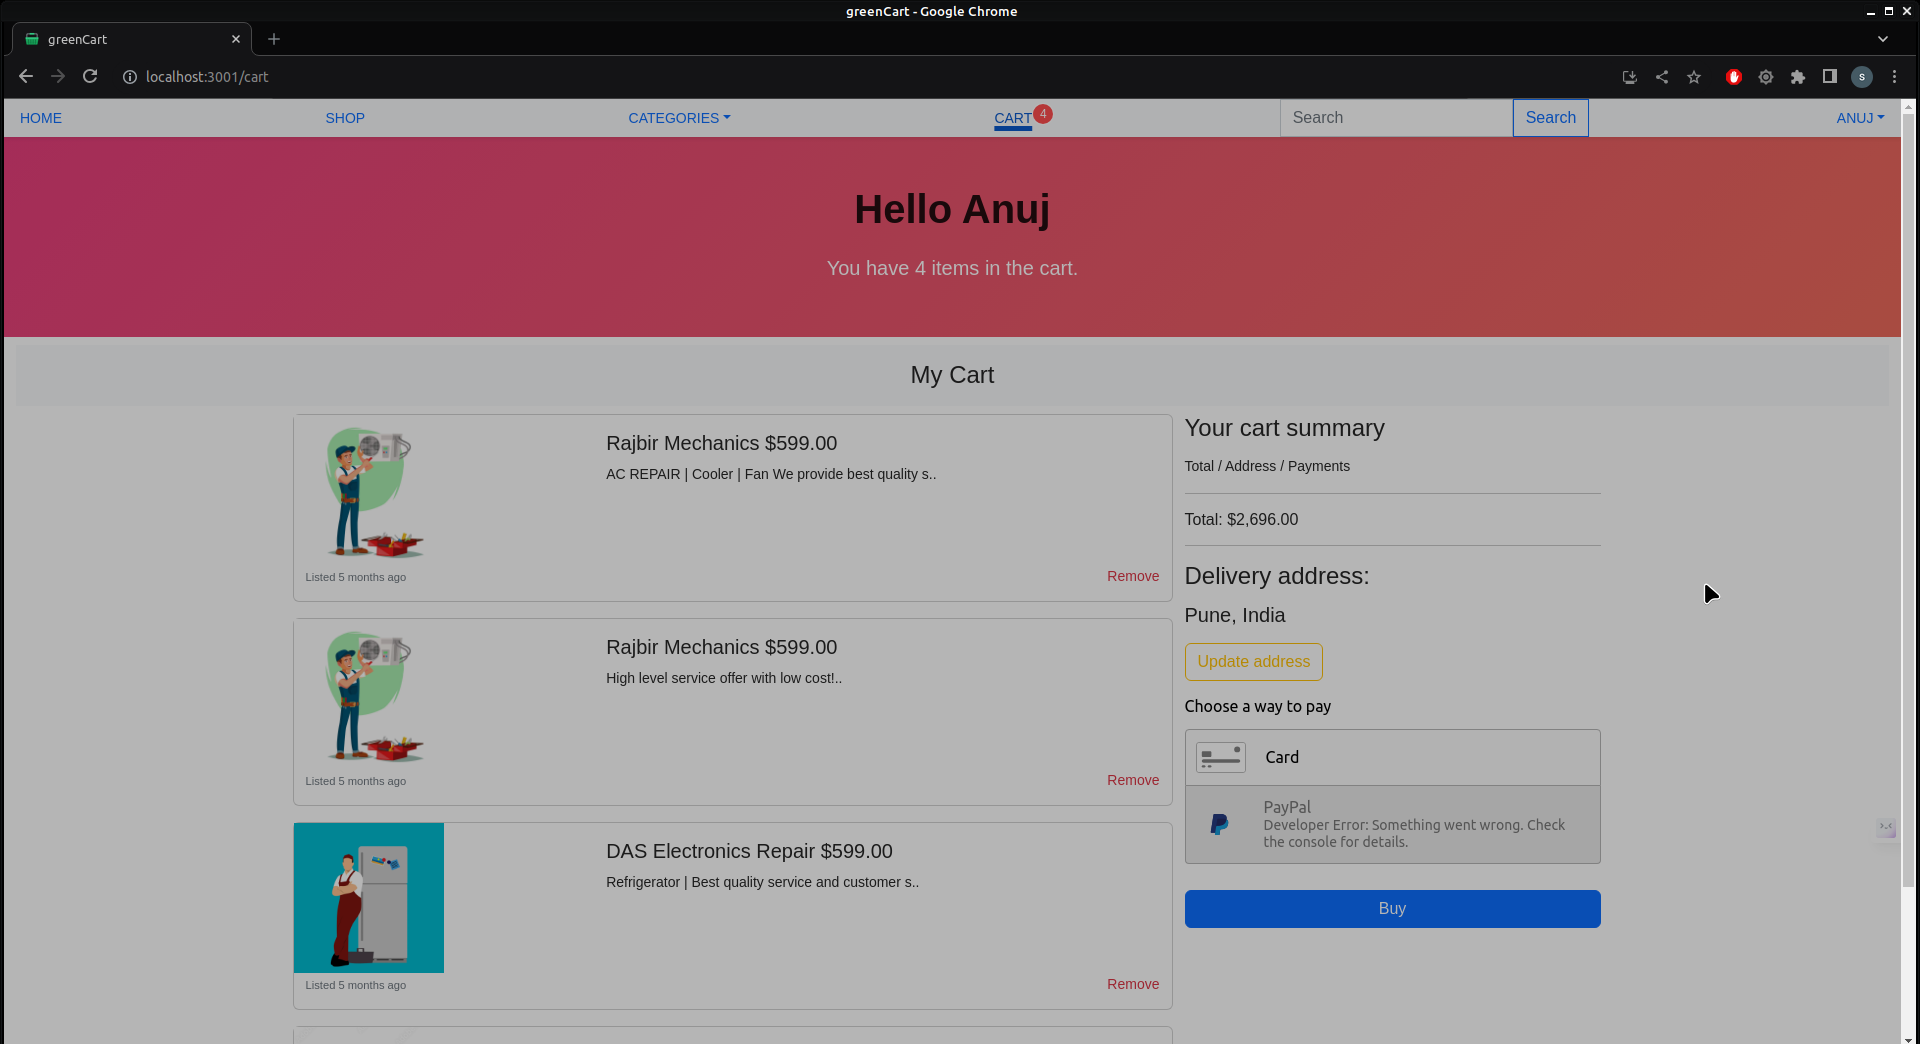 greenCart - Google Chrome
greenCart
localhost:3001/cart
S
HOME
SHOP
CATEGORIES
CART
4
Search
Search
ANUJ
Hello Anuj
You have 4 items in the cart.
My Cart
Rajbir Mechanics $599.00
AC REPAIR | Cooler | Fan We provide best quality s..
Listed 5 months ago
Remove
Rajbir Mechanics $599.00
High level service offer with low cost!..
Listed 5 months ago
Remove
DAS Electronics Repair $599.00
Refrigerator | Best quality service and customer s..
Listed 5 months ago
Remove
Your cart summary
Total / Address / Payments
Total: $2,696.00
Delivery address:
Pune, India
Update address
Choose a way to pay
Card
PayPal
Developer Error: Something went wrong. Check
the console for details.
Buy